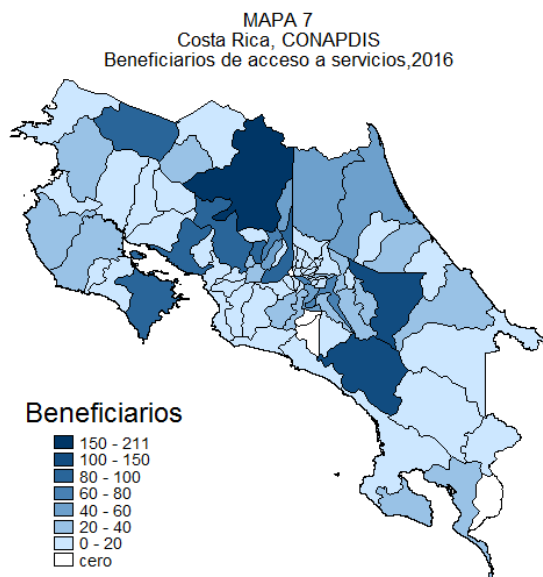 MAPA 7
Costa Rica, CONAPDIS
Beneficiarios de acceso a servicios,2016
Beneficiarios
150 - 211
100 - 150
80 - 100
60 - 80
40 - 60
20 - 40
0 - 20
cero